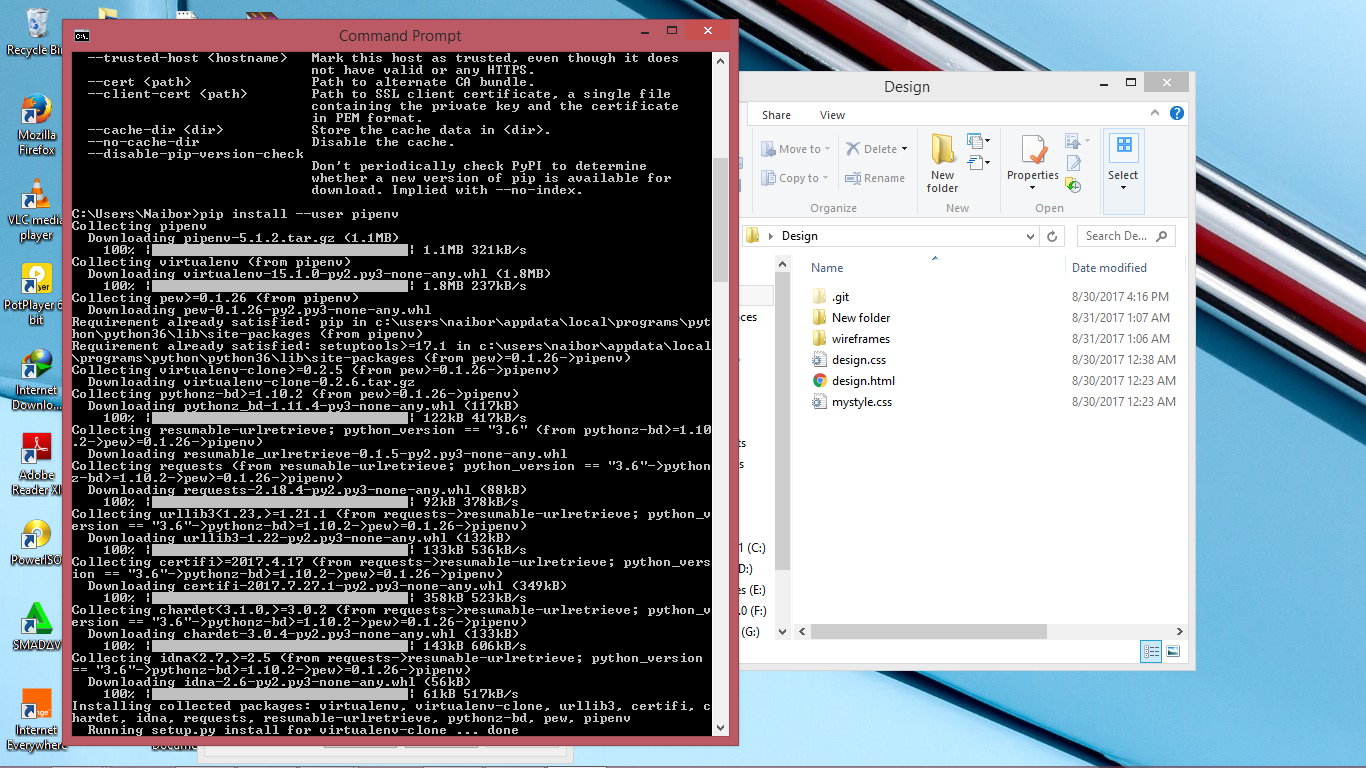 Recycle Bi
Mozilla
Firefox
VLC media
player
PotPlayer 6
bit
Internet
Downlo...
Adobe
Reader XI
PowerISO
SMADAV
Internet
Everywhere
Command Prompt
--trusted-host <hostname> Mark this host as trusted, even though it does
not have valid or any HTTPS.
--cert <path> Path to alternate CA bundle.
--client-cert <path> Path to SSL client certificate, a single file
containing the private key and the certificate
in PEM format.
--cache-dir <dir> Store the cache data in <dir>.
--no-cache-dir Disable the cache.
--disable-pip-version-check
Don't periodically check PyPI to determine
whether a new version of pip is available for
download. Implied with --no-index.
C:\Users\Naibor>pip install --user pipenv
Collecting pipenv
Downloading pipenv-5.1.2.tar.gz (1.1MB)
100% |████████████████████████████████| 1.1MB 321kB/s
Collecting virtualenv (from pipenv)
Downloading virtualenv-15.1.0-py2.py3-none-any.whl (1.8MB)
100% |████████████████████████████████| 1.8MB 237kB/s
Collecting pew>=0.1.26 (from pipenv)
Downloading pew-0.1.26-py2.py3-none-any.whl
Requirement already satisfied: pip in c:\users\naibor\appdata\local\programs\pyt
hon\python36\lib\site-packages (from pipenv)
Requirement already satisfied: setuptools>=17.1 in c:\users\naibor\appdata\local
\programs\python\python36\lib\site-packages (from pew>=0.1.26->pipenv)
Collecting virtualenv-clone>=0.2.5 (from pew>=0.1.26->pipenv)
Downloading virtualenv-clone-0.2.6.tar.gz
Collecting pythonz-bd>=1.10.2 (from pew>=0.1.26->pipenv)
Downloading pythonz_bd-1.11.4-py3-none-any.whl (117kB)
100% |████████████████████████████████| 122kB 417kB/s
Collecting resumable-urlretrieve; python_version == "3.6" (from pythonz-bd>=1.10
.2->pew>=0.1.26->pipenv)
Downloading resumable_urlretrieve-0.1.5-py2.py3-none-any.whl
Collecting requests (from resumable-urlretrieve; python_version == "3.6"->python
z-bd>=1.10.2->pew>=0.1.26->pipenv)
Downloading requests-2.18.4-py2.py3-none-any.whl (88kB)
100% |████████████████████████████████| 92kB 378kB/s
Collecting urllib3<1.23,>=1.21.1 (from requests->resumable-urlretrieve; python_v
ersion == "3.6"->pythonz-bd>=1.10.2->pew>=0.1.26->pipenv)
Downloading urllib3-1.22-py2.py3-none-any.whl (132kB)
100% |████████████████████████████████| 133kB 536kB/s
Collecting certifi>=2017.4.17 (from requests->resumable-urlretrieve; python_vers
ion == "3.6"->pythonz-bd>=1.10.2->pew>=0.1.26->pipenv)
Downloading certifi-2017.7.27.1-py2.py3-none-any.whl (349kB)
100% |████████████████████████████████| 358kB 523kB/s
Collecting chardet<3.1.0,>=3.0.2 (from requests->resumable-urlretrieve; python_v
ersion == "3.6"->pythonz-bd>=1.10.2->pew>=0.1.26->pipenv)
Downloading chardet-3.0.4-py2.py3-none-any.whl (133kB)
100% |████████████████████████████████| 143kB 606kB/s
Collecting idna<2.7,>=2.5 (from requests->resumable-urlretrieve; python_version
== "3.6"->pythonz-bd>=1.10.2->pew>=0.1.26->pipenv)
Downloading idna-2.6-py2.py3-none-any.whl (56kB)
100% |████████████████████████████████| 61kB 517kB/s
Installing collected packages: virtualenv, virtualenv-clone, urllib3, certifi, c
hardet, idna, requests, resumable-urlretrieve, pythonz-bd, pew, pipenv
Running setup.py install for virtualenv-clone ... done
Design
Share View
Move to Delete
Copy to Rename
New
folder
Properties
Select
Organize New Open
Design
Search De...
Name Date modified
.git 8/30/2017 4:16 PM
New folder 8/31/2017 1:07 AM
wireframes 8/31/2017 1:06 AM
design.css 8/30/2017 12:38 AM
design.html 8/30/2017 12:23 AM
mystyle.css 8/30/2017 12:23 AM
ces
ts
s
1 (C:)
D:)
es (E:)
.0 (F:)
(G:)